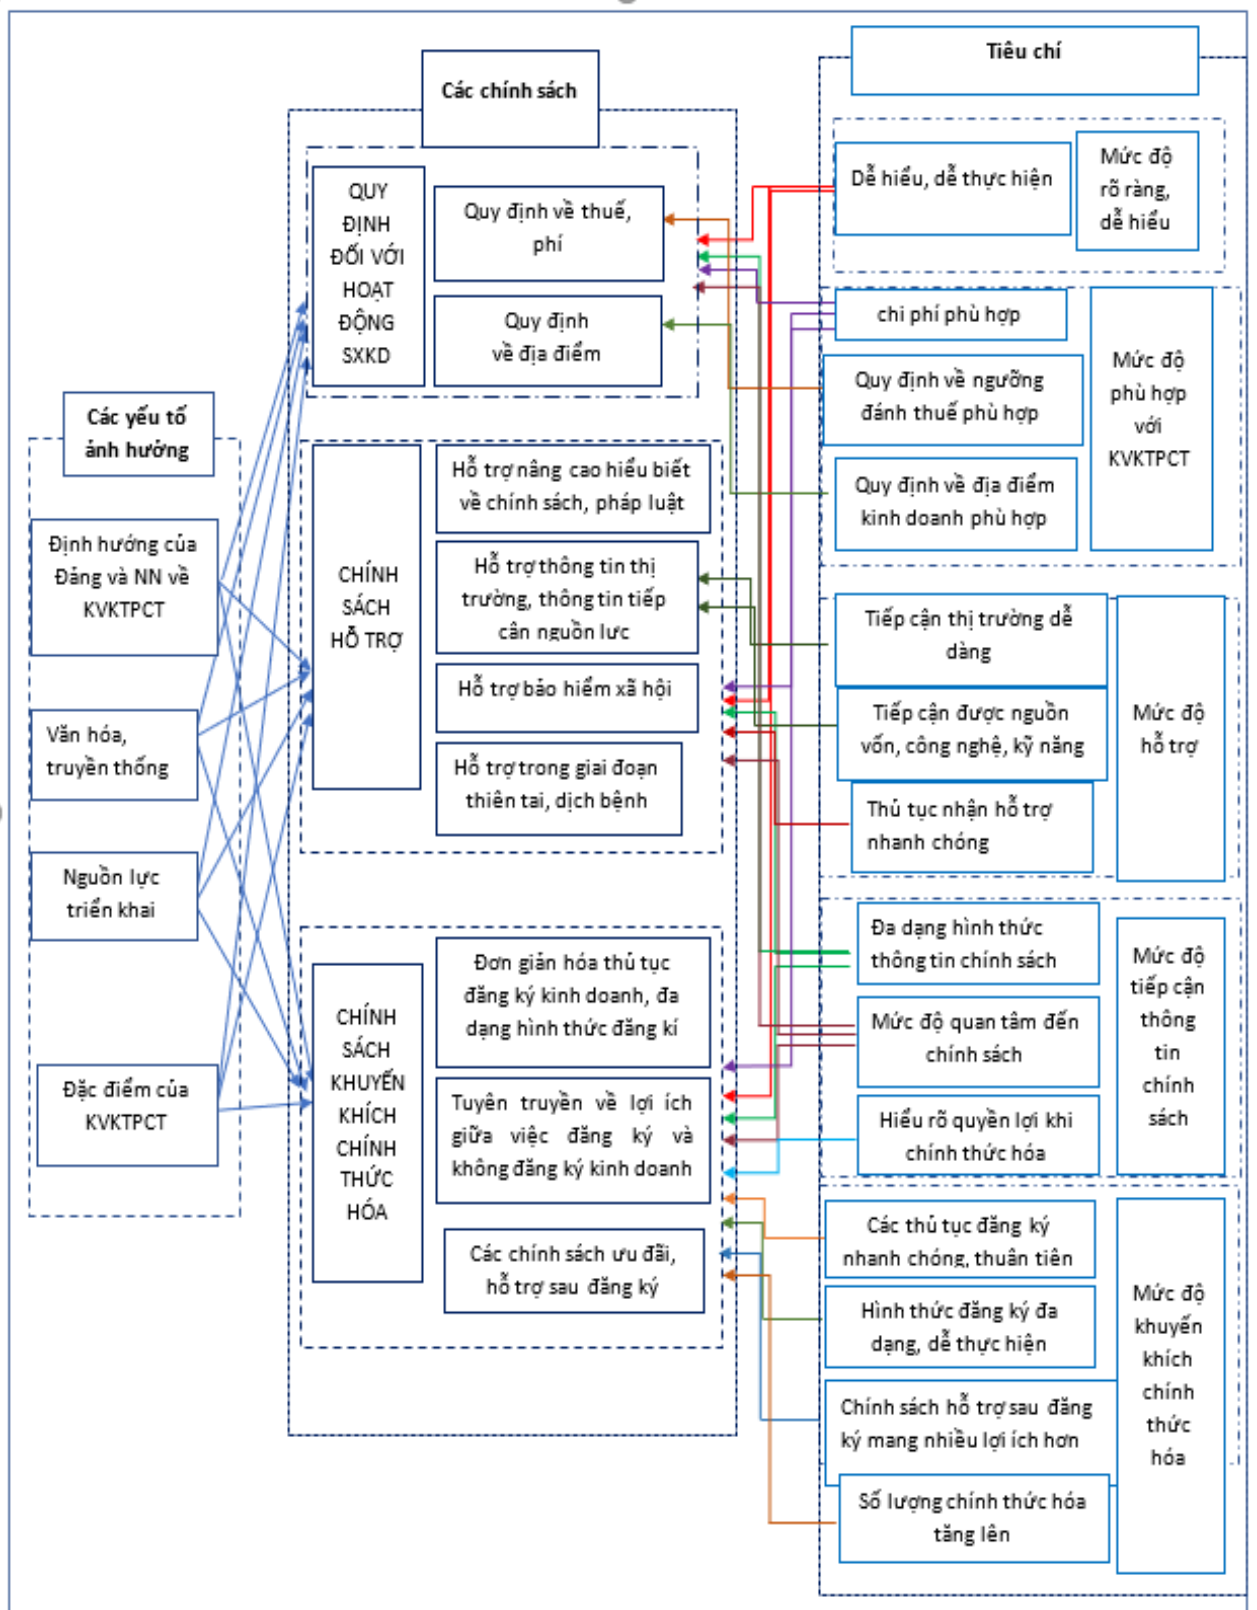 Các yếu tố
ảnh hưởng
Định hướng của
Đảng và NN về
KVKTPCT
Văn hóa,
truyền thống
Nguồn lực
triển khai
Đặc điểm của
KVKTPCT
Các chính sách
QUY
ĐỊNH
ĐỐI VỚI
HOẠT
ĐỘNG
SXKD
Quy định về thuế,
phí
Quy định
về địa điểm
CHÍNH
SÁCH
HỖ TRỢ
Hỗ trợ nâng cao hiểu biết
về chính sách, pháp luật
Hỗ trợ thông tin thị
trường, thông tin tiếp
cận nguồn lực
Hỗ trợ bảo hiểm xã hội
Hỗ trợ trong giai đoạn
thiên tai, dịch bệnh
CHÍNH
SÁCH
KHUYẾN
KHÍCH
CHÍNH
THỨC
HÓA
Đơn giản hóa thủ tục
đăng ký kinh doanh, đa
dạng hình thức đăng kí
Tuyên truyền về lợi ích
giữa việc đăng ký và
không đăng ký kinh doanh
Các chính sách ưu đãi,
hỗ trợ sau đăng ký
Tiêu chí
Dễ hiểu, dễ thực hiện
Mức độ
rõ ràng,
dễ hiểu
chi phí phù hợp
Quy định về ngưỡng
đánh thuế phù hợp
Quy định về địa điểm
kinh doanh phù hợp
Mức độ
phù hợp
với
KVKTPCT
Tiếp cận thị trường dễ
dàng
Tiếp cận được nguồn
vốn, công nghệ, kỹ năng
Thủ tục nhận hỗ trợ
nhanh chóng
Mức độ
hỗ trợ
Đa dạng hình thức
thông tin chính sách
Mức độ quan tâm đến
chính sách
Hiểu rõ quyền lợi khi
chính thức hóa
Mức độ
tiếp cận
thông
tin
chính
sách
Các thủ tục đăng ký
nhanh chóng, thuận tiện
Hình thức đăng ký đa
dạng, dễ thực hiện
Chính sách hỗ trợ sau đăng
ký mang nhiều lợi ích hơn
Số lượng chính thức hóa
tăng lên
Mức độ
khuyến
khích
chính
thức
hóa